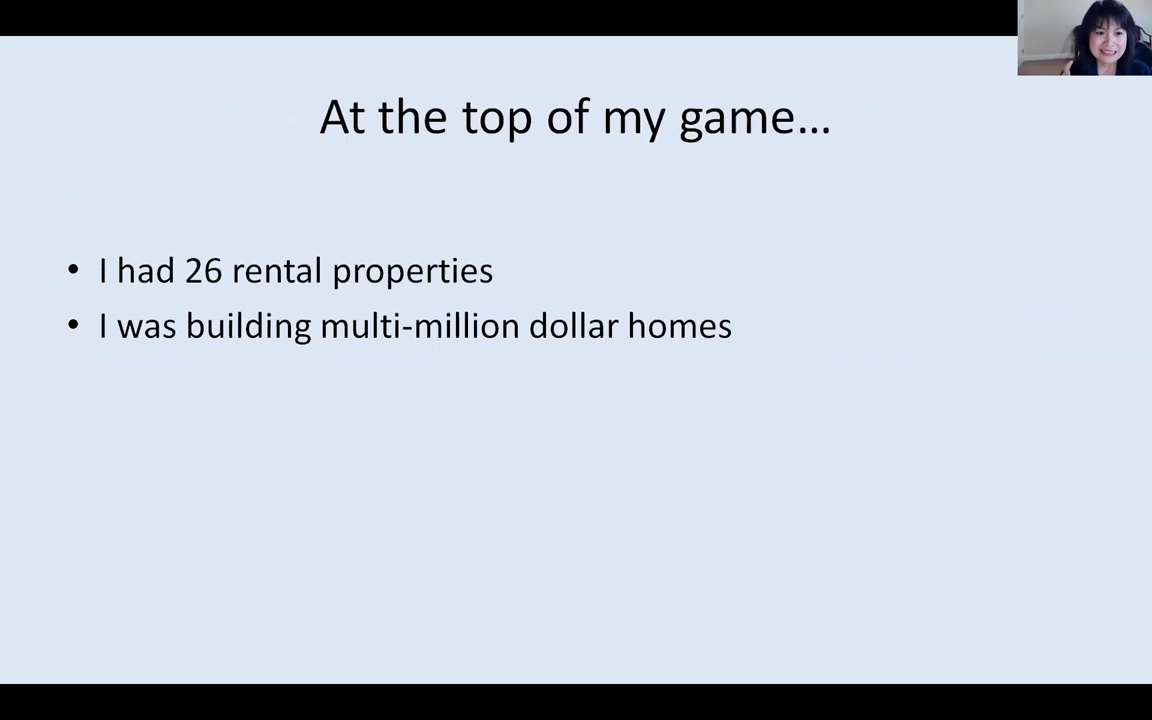 At the top of my game…
• I had 26 rental properties
• I was building multi-million dollar homes